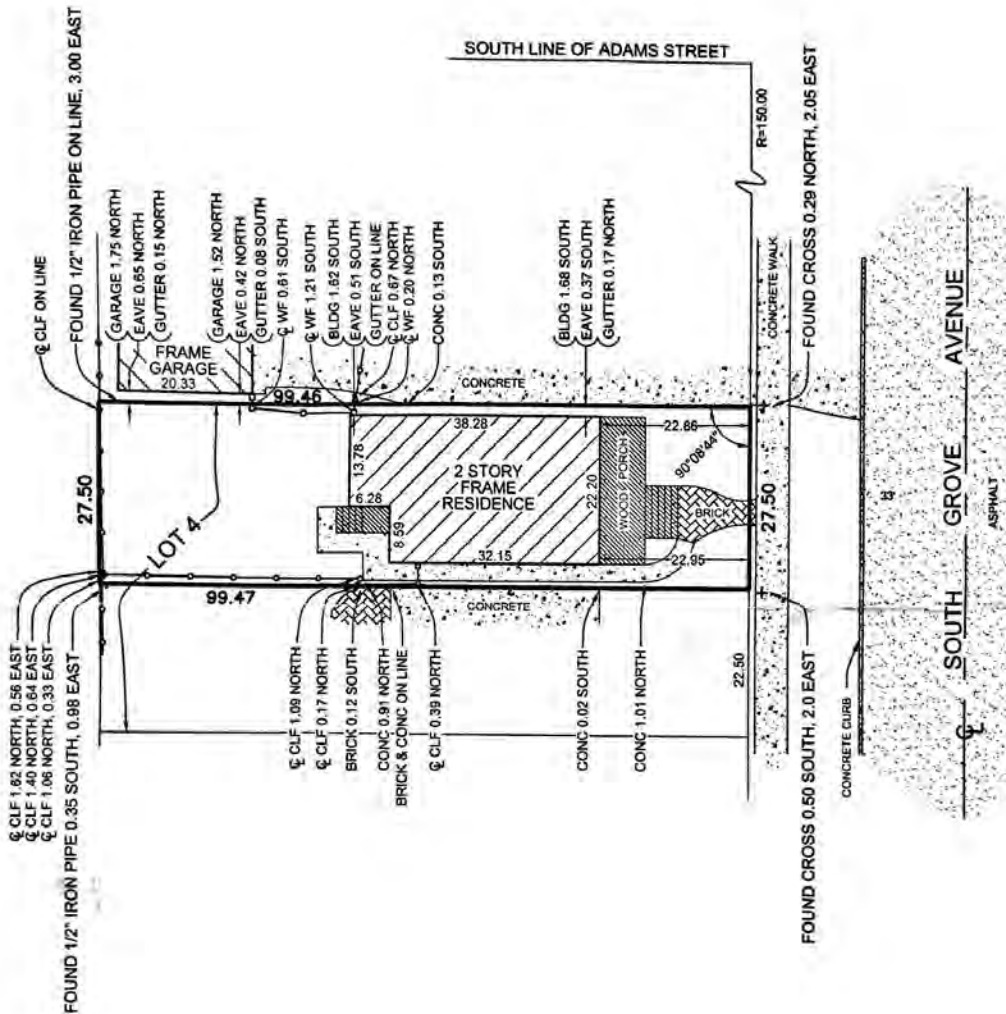 SOUTH LINE OF ADAMS STREET
R=150.00
FOUND 1/2" IRON PIPE ON LINE, 3.00 EAST
℄ CLF ON LINE
GARAGE 1.75 NORTH
EAVE 0.65 NORTH
GUTTER 0.15 NORTH
GARAGE 1.52 NORTH
EAVE 0.42 NORTH
GUTTER 0.08 SOUTH
℄ WF 0.61 SOUTH
℄ WF 1.21 SOUTH
BLDG 1.62 SOUTH
EAVE 0.51 SOUTH
GUTTER ON LINE
℄ CLF 0.67 NORTH
℄ WF 0.20 NORTH
CONC 0.13 SOUTH
BLDG 1.68 SOUTH
EAVE 0.37 SOUTH
GUTTER 0.17 NORTH
FOUND CROSS 0.29 NORTH, 2.05 EAST
FRAME
GARAGE
20.33
99.46
CONCRETE
CONCRETE WALK
27.50
LOT 4
13.78
6.28
8.59
38.28
2 STORY
FRAME
RESIDENCE
22.20
32.15
WOOD PORCH
22.86
90°08'44"
BRICK
22.95
27.50
99.47
CONCRETE
22.50
℄ CLF 1.62 NORTH, 0.56 EAST
℄ CLF 1.40 NORTH, 0.64 EAST
℄ CLF 1.06 NORTH, 0.33 EAST
FOUND 1/2" IRON PIPE 0.35 SOUTH, 0.98 EAST
℄ CLF 1.09 NORTH
℄ CLF 0.17 NORTH
BRICK 0.12 SOUTH
CONC 0.91 NORTH
BRICK & CONC ON LINE
℄ CLF 0.39 NORTH
CONC 0.02 SOUTH
CONC 1.01 NORTH
FOUND CROSS 0.50 SOUTH, 2.0 EAST
CONCRETE CURB
33
SOUTH GROVE AVENUE
℄
ASPHALT